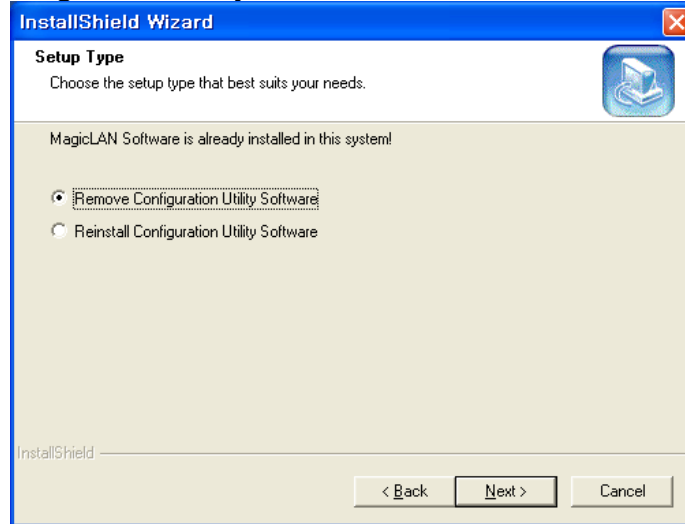 InstallShield Wizard
Setup Type
Choose the setup type that best suits your needs.
MagicLAN Software is already installed in this system!
Remove Configuration Utility Software
Reinstall Configuration Utility Software
InstallShield
< Back
Next >
Cancel